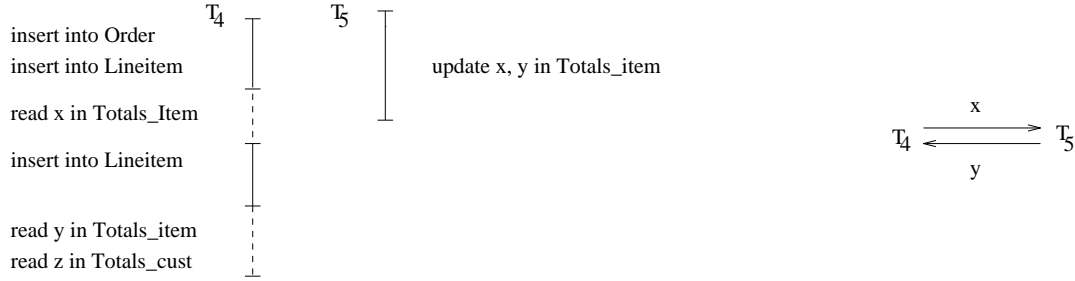 T4 T5
insert into Order
insert into Lineitem
update x, y in Totals_item
read x in Totals_Item
x
T4 T5
y
insert into Lineitem
read y in Totals_item
read z in Totals_cust